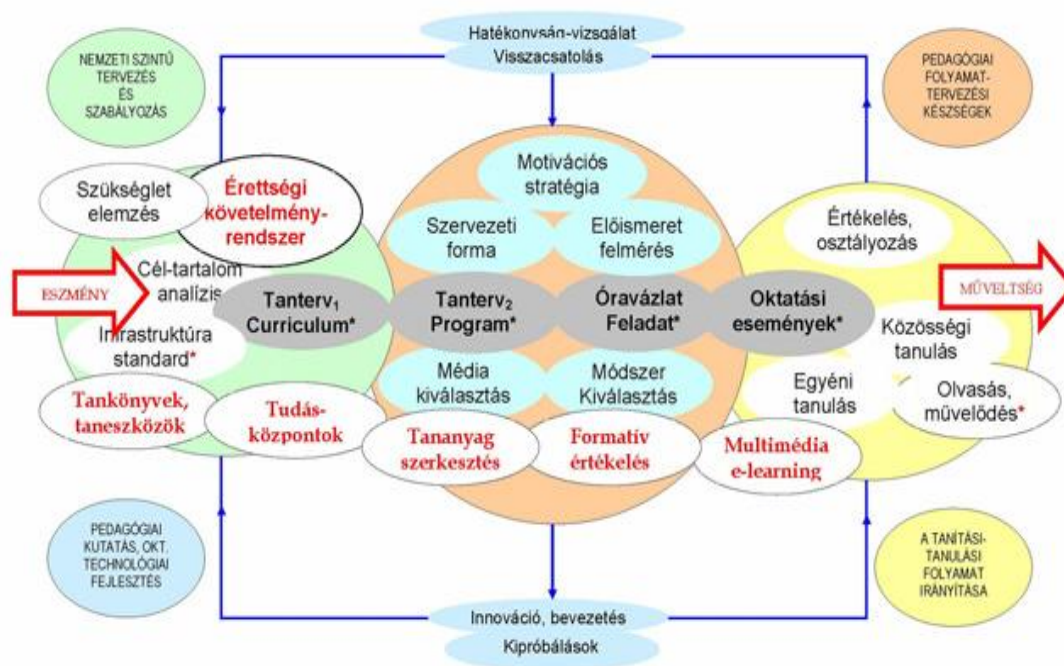 Hatékonyság-vizsgálat
Visszacsatolás
NEMZETI SZINTŰ
TERVEZÉS
ÉS
SZABÁLYOZÁS
PEDAGÓGIAI
FOLYAMAT-
TERVEZÉSI
KÉSZSÉGEK
Szükséglet
elemzés
Érettségi
követelmény-
rendszer
Motivációs
stratégia
Szervezeti
forma
Előismeret
felmérés
Értékelés,
osztályozás
ESZMÉNY
Cél-tartalom
analízis
Tanterv₁
Curriculum*
Tanterv₂
Program*
Óravázlat
Feladat*
Oktatási
események*
MŰVELTSÉG
Infrastruktúra
standard*
Média
kiválasztás
Módszer
Kiválasztás
Közösségi
tanulás
Egyéni
tanulás
Olvasás,
művelődés*
Tankönyvek,
taneszközök
Tudás-
központok
Tananyag
szerkesztés
Formatív
értékelés
Multimédia
e-learning
PEDAGÓGIAI
KUTATÁS, OKT.
TECHNOLÓGIAI
FEJLESZTÉS
A TANÍTÁSI-
TANULÁSI
FOLYAMAT
IRÁNYÍTÁSA
Innováció, bevezetés
Kipróbálások